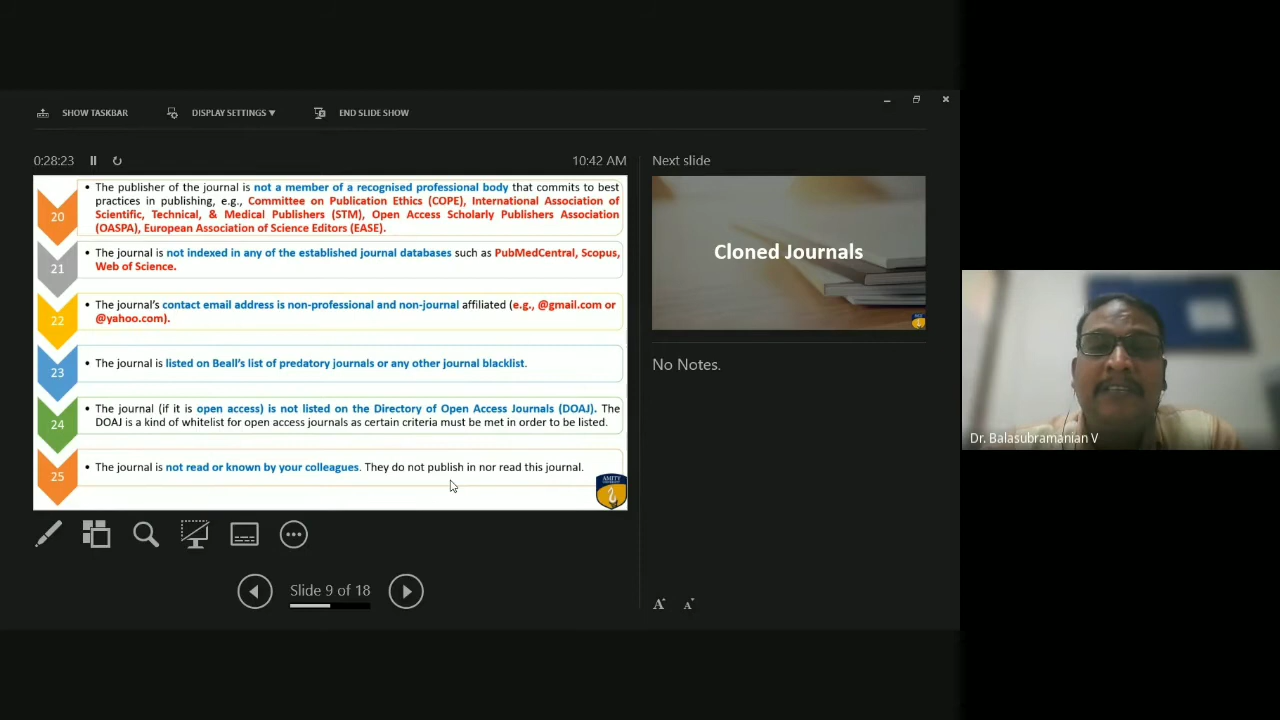 SHOW TASKBAR
DISPLAY SETTINGS ▼
END SLIDE SHOW
0:28:23
10:42 AM
Next slide
20
• The publisher of the journal is not a member of a recognised professional body that commits to best
practices in publishing, e.g., Committee on Publication Ethics (COPE), International Association of
Scientific, Technical, & Medical Publishers (STM), Open Access Scholarly Publishers Association
(OASPA), European Association of Science Editors (EASE).
21
• The journal is not indexed in any of the established journal databases such as PubMedCentral, Scopus,
Web of Science.
22
• The journal's contact email address is non-professional and non-journal affiliated (e.g., @gmail.com or
@yahoo.com).
23
• The journal is listed on Beall's list of predatory journals or any other journal blacklist.
24
• The journal (if it is open access) is not listed on the Directory of Open Access Journals (DOAJ). The
DOAJ is a kind of whitelist for open access journals as certain criteria must be met in order to be listed.
25
• The journal is not read or known by your colleagues. They do not publish in nor read this journal.
AMITY
Cloned Journals
No Notes.
Slide 9 of 18
A A
Dr. Balasubramanian V